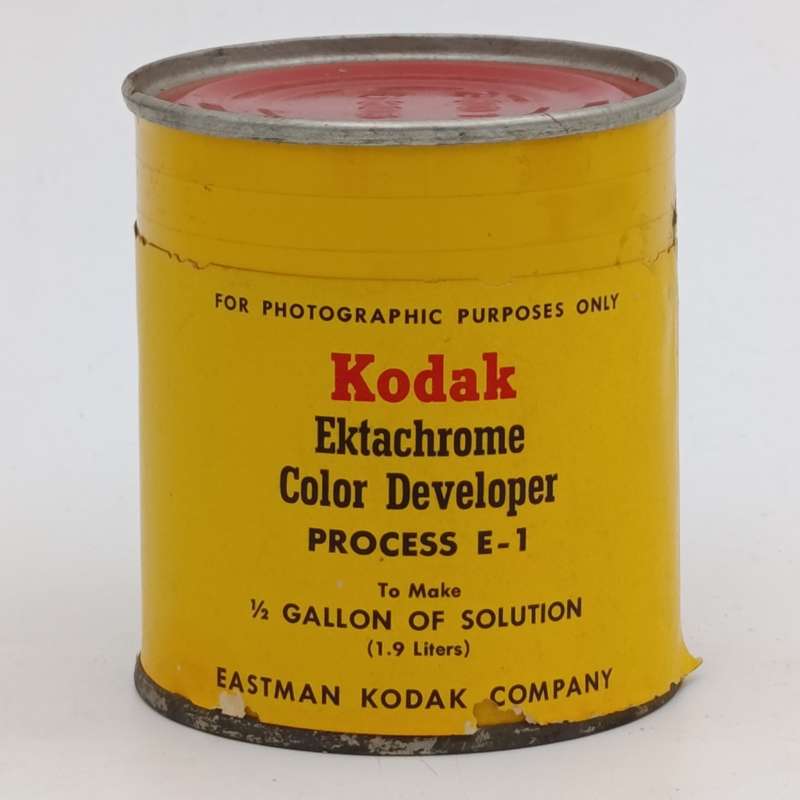 FOR PHOTOGRAPHIC PURPOSES ONLY
Kodak
Ektachrome
Color Developer
PROCESS E-1
To Make
½ GALLON OF SOLUTION
(1.9 Liters)
EASTMAN KODAK COMPANY